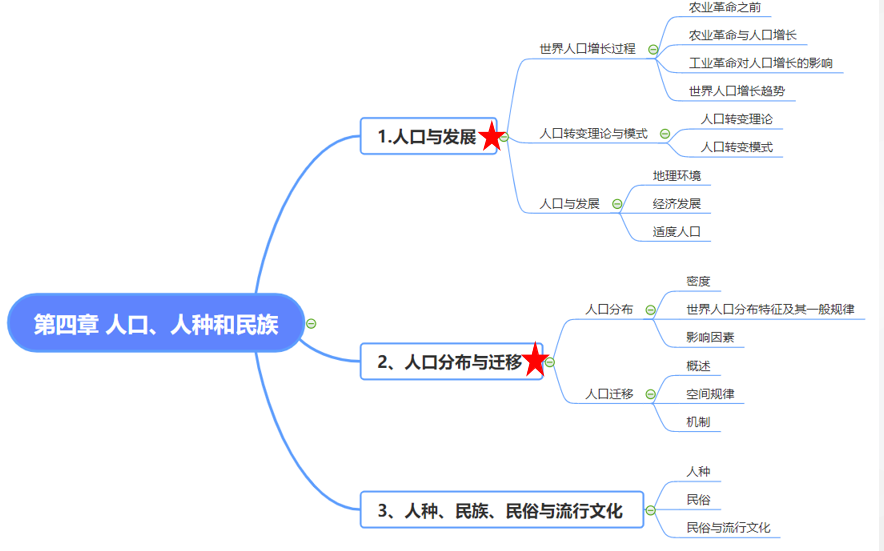 第四章 人口、人种和民族
1.人口与发展
世界人口增长过程
农业革命之前
农业革命与人口增长
工业革命对人口增长的影响
世界人口增长趋势
人口转变理论与模式
人口转变理论
人口转变模式
人口与发展
地理环境
经济发展
适度人口
2、人口分布与迁移
人口分布
密度
世界人口分布特征及其一般规律
影响因素
人口迁移
概述
空间规律
机制
3、人种、民族、民俗与流行文化
人种
民俗
民俗与流行文化